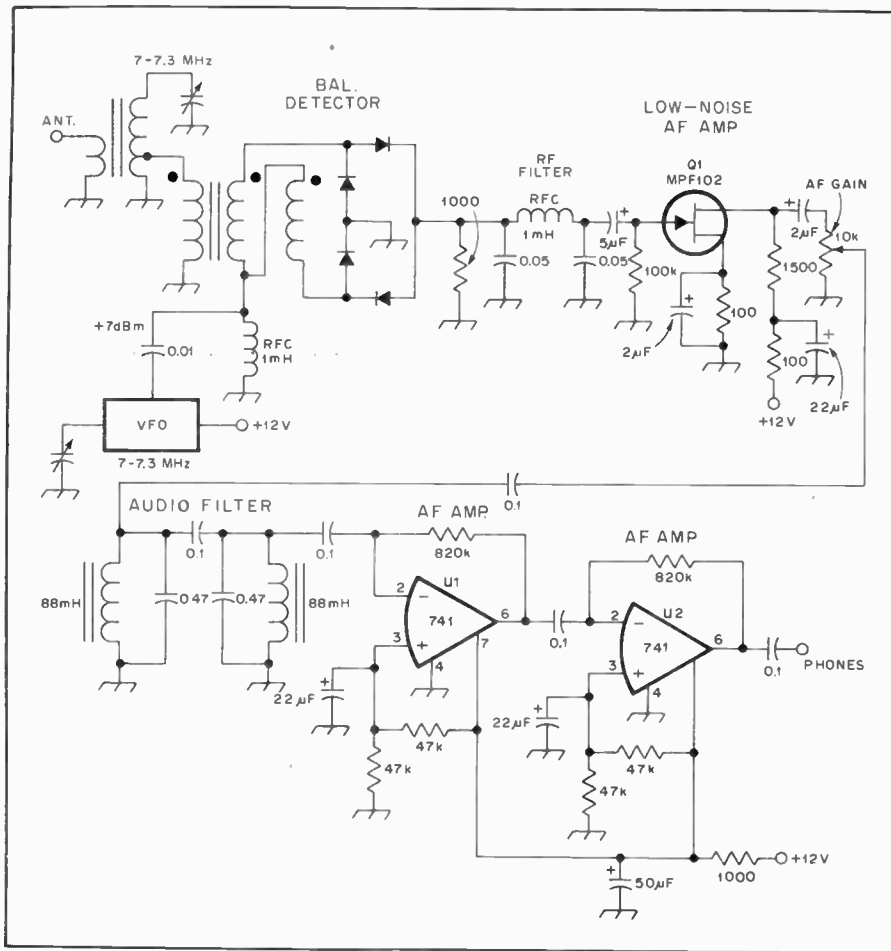 7-7.3 MHz
ANT.
BAL.
DETECTOR
LOW-NOISE
AF AMP
RF
FILTER
RFC
1mH
Q1
MPF102
AF GAIN
1000
0.05
5µF
0.05
100k
2µF
100
2µF
10k
1500
100
22µF
+12V
+7dBm
0.01
RFC
1mH
VFO
+12V
7-7.3 MHz
0.1
AUDIO FILTER
0.1
0.1
88mH
0.47
0.47
88mH
AF AMP.
820k
U1
741
2
-
3
+
4
6
7
22µF
47k
47k
0.1
AF AMP
820k
U2
741
2
-
3
+
4
6
0.1
PHONES
22µF
47k
47k
50µF
1000
+12V